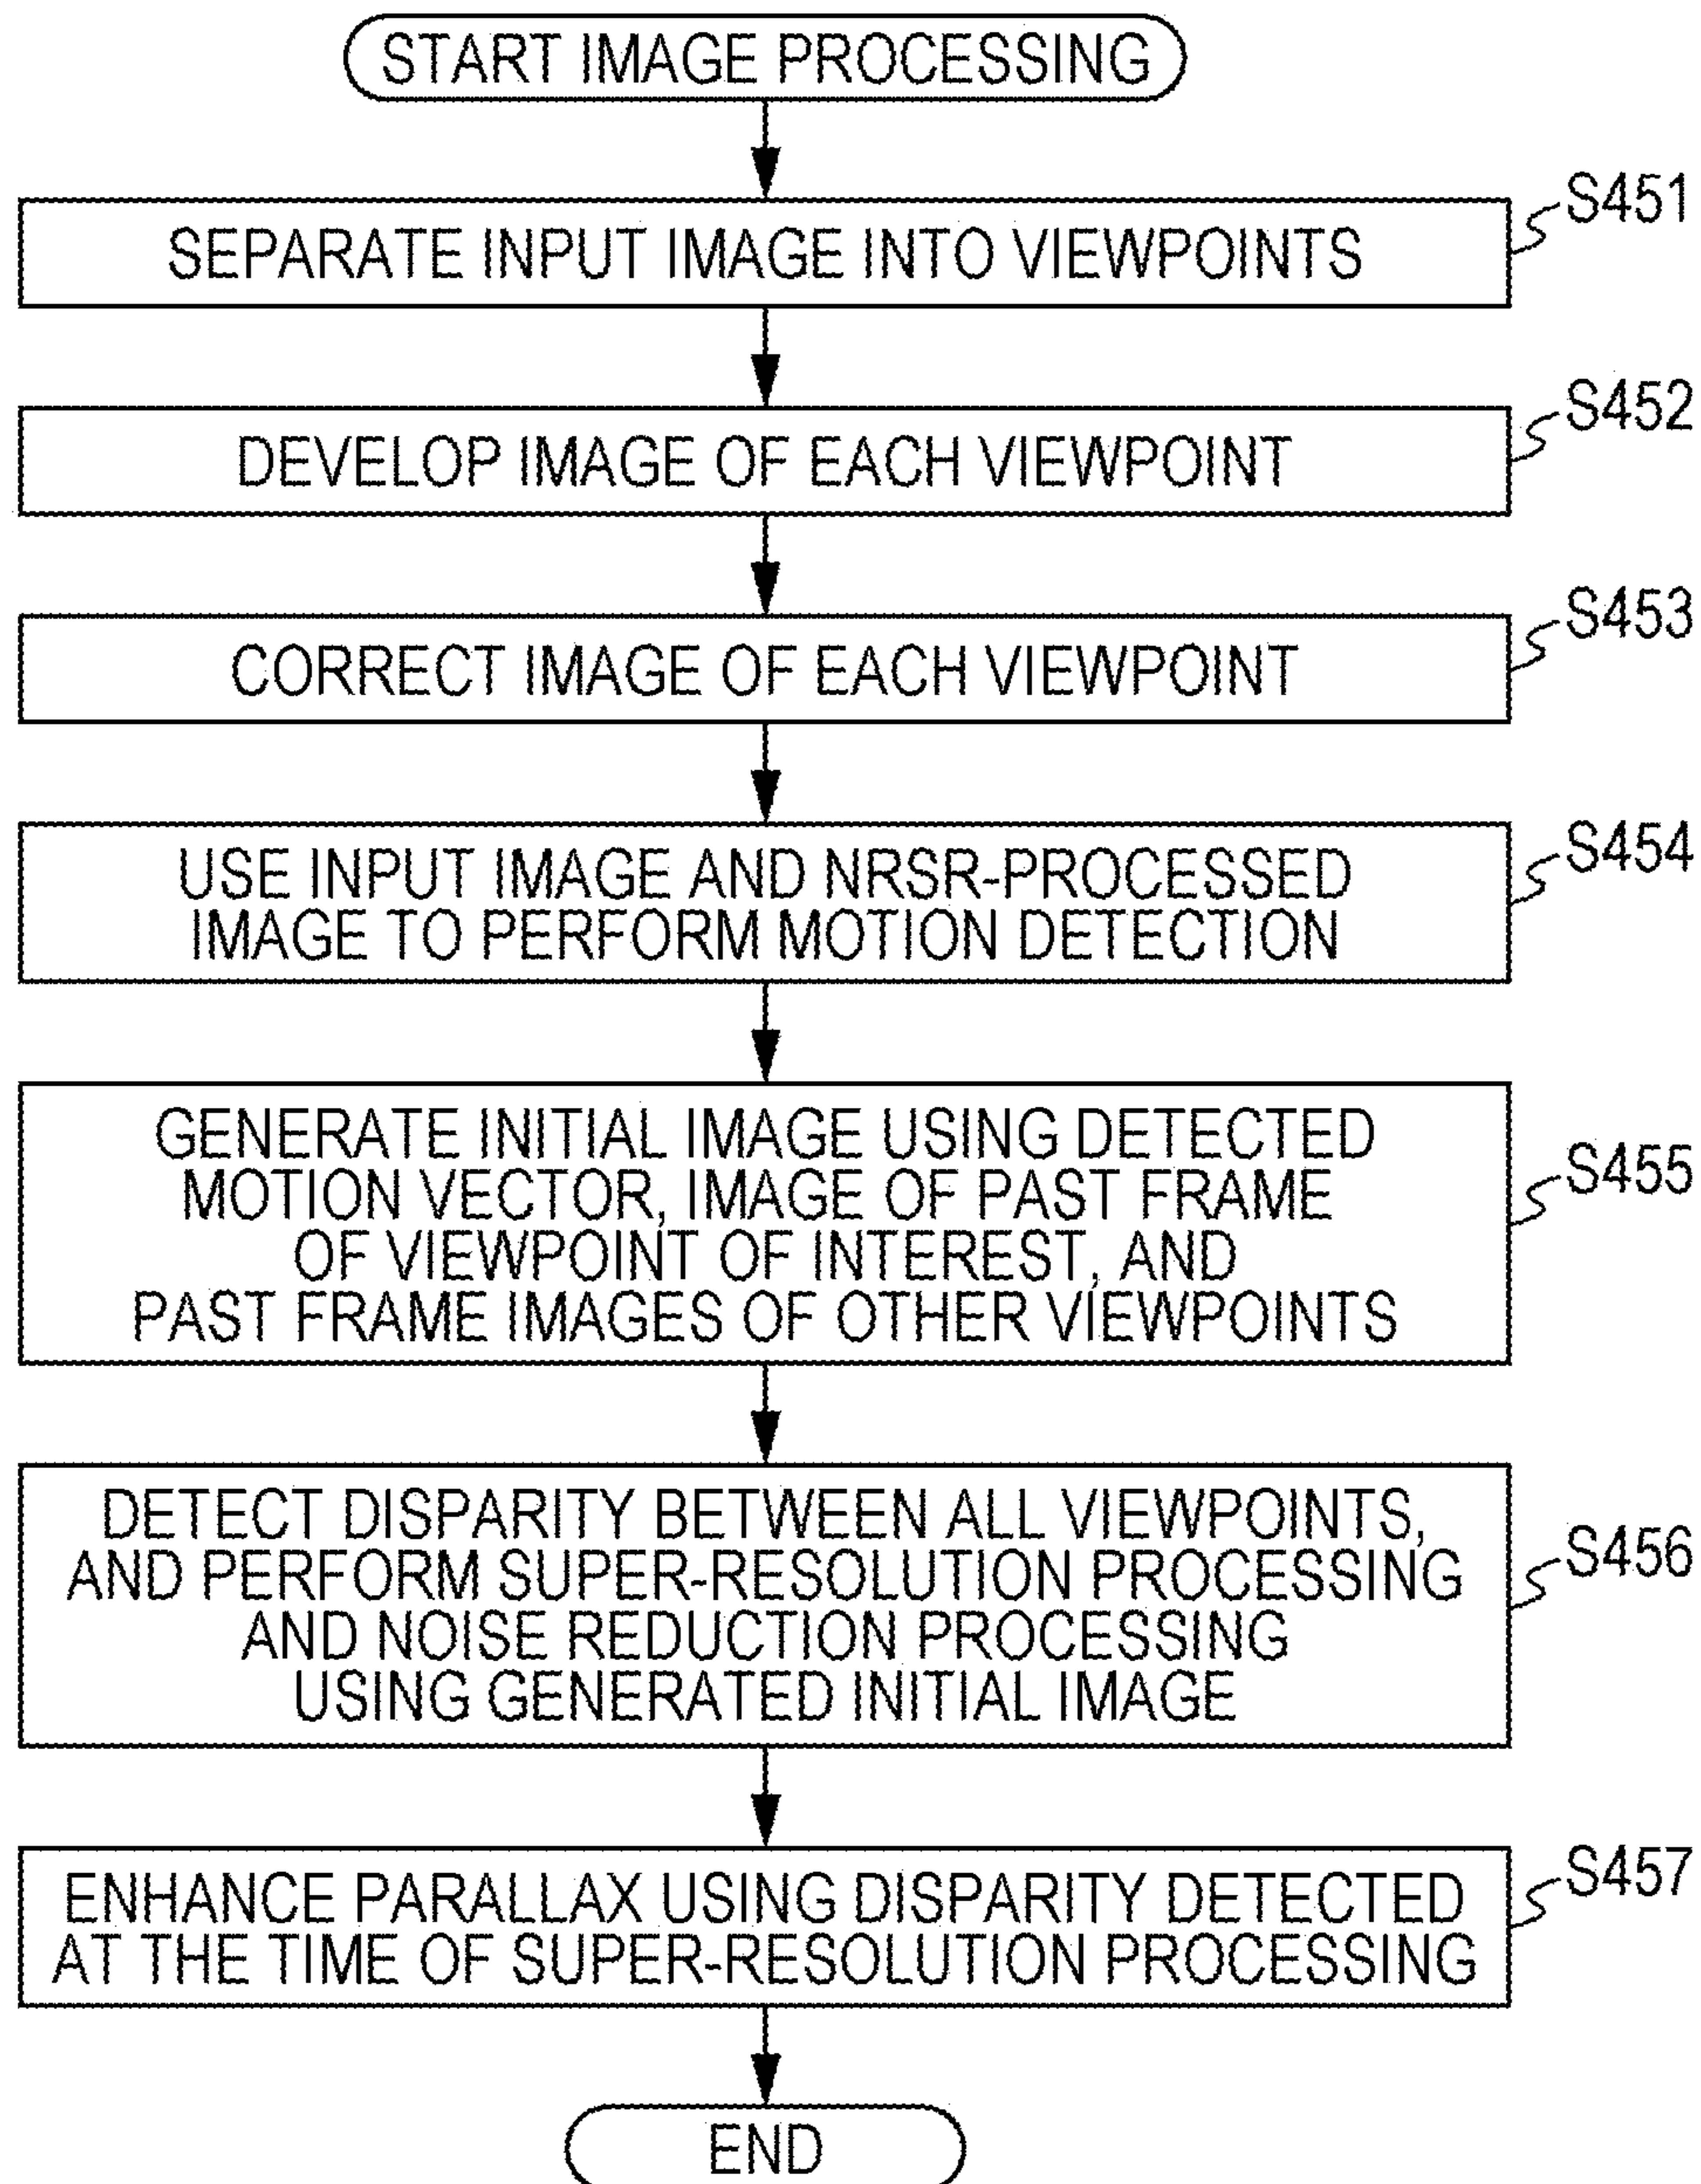 START IMAGE PROCESSING
S451
SEPARATE INPUT IMAGE INTO VIEWPOINTS
S452
DEVELOP IMAGE OF EACH VIEWPOINT
S453
CORRECT IMAGE OF EACH VIEWPOINT
S454
USE INPUT IMAGE AND NRSR-PROCESSED
IMAGE TO PERFORM MOTION DETECTION
S455
GENERATE INITIAL IMAGE USING DETECTED
MOTION VECTOR, IMAGE OF PAST FRAME
OF VIEWPOINT OF INTEREST, AND
PAST FRAME IMAGES OF OTHER VIEWPOINTS
S456
DETECT DISPARITY BETWEEN ALL VIEWPOINTS,
AND PERFORM SUPER-RESOLUTION PROCESSING
AND NOISE REDUCTION PROCESSING
USING GENERATED INITIAL IMAGE
S457
ENHANCE PARALLAX USING DISPARITY DETECTED
AT THE TIME OF SUPER-RESOLUTION PROCESSING
END